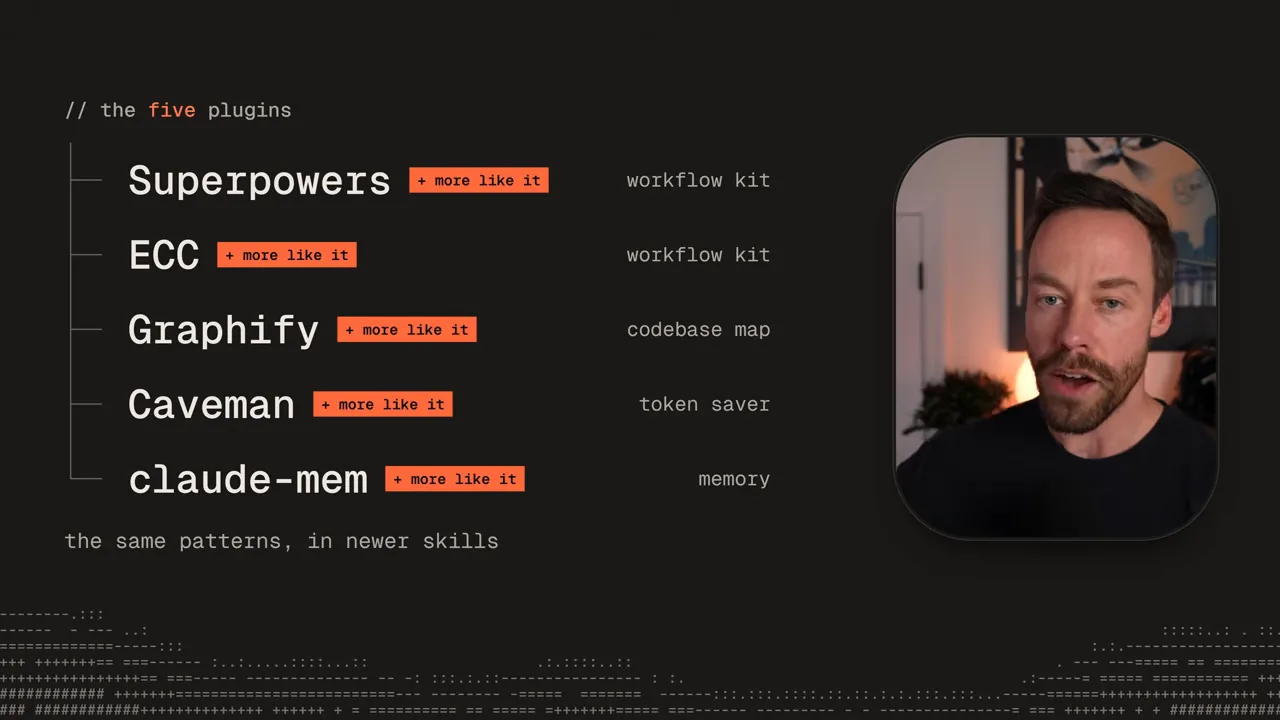 // the five plugins
Superpowers + more like it workflow kit
ECC + more like it workflow kit
Graphify + more like it codebase map
Caveman + more like it token saver
claude-mem + more like it memory
the same patterns, in newer skills